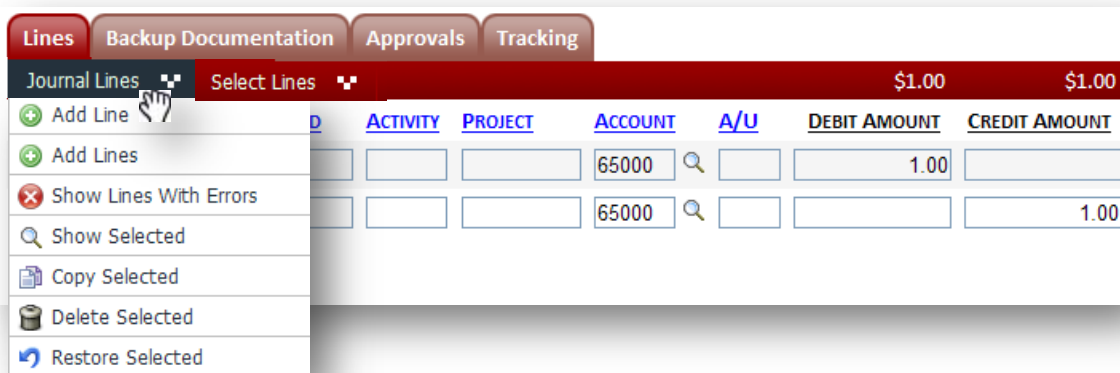 Lines Backup Documentation Approvals Tracking
Journal Lines Select Lines $1.00 $1.00
Add Line
D ACTIVITY PROJECT ACCOUNT A/U DEBIT AMOUNT CREDIT AMOUNT
Add Lines
65000 1.00
Show Lines With Errors
65000 1.00
Show Selected
Copy Selected
Delete Selected
Restore Selected